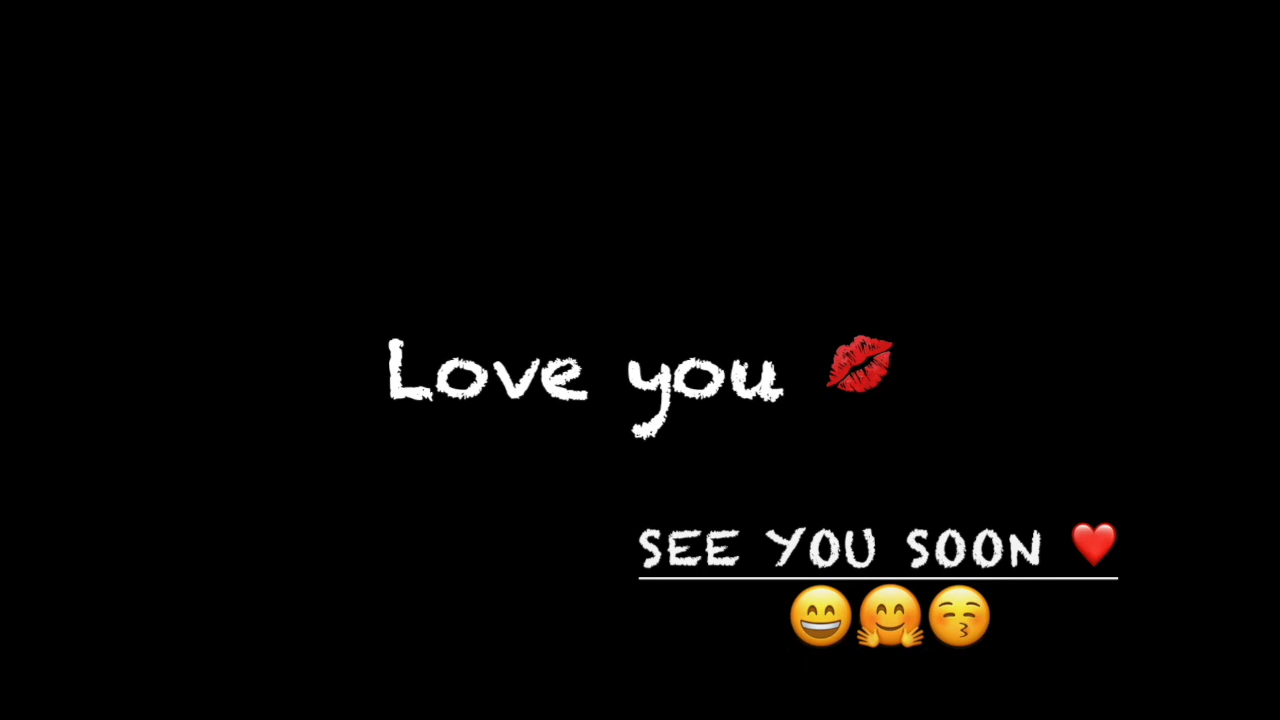 Love you 💋
SEE YOU SOON ❤️
😄🤗😚